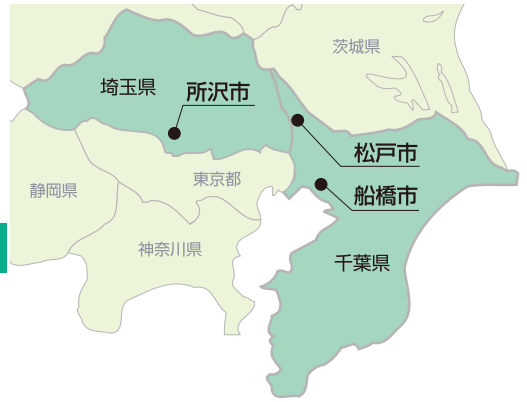 茨城県
埼玉県
所沢市
松戸市
東京都
静岡県
船橋市
神奈川県
千葉県